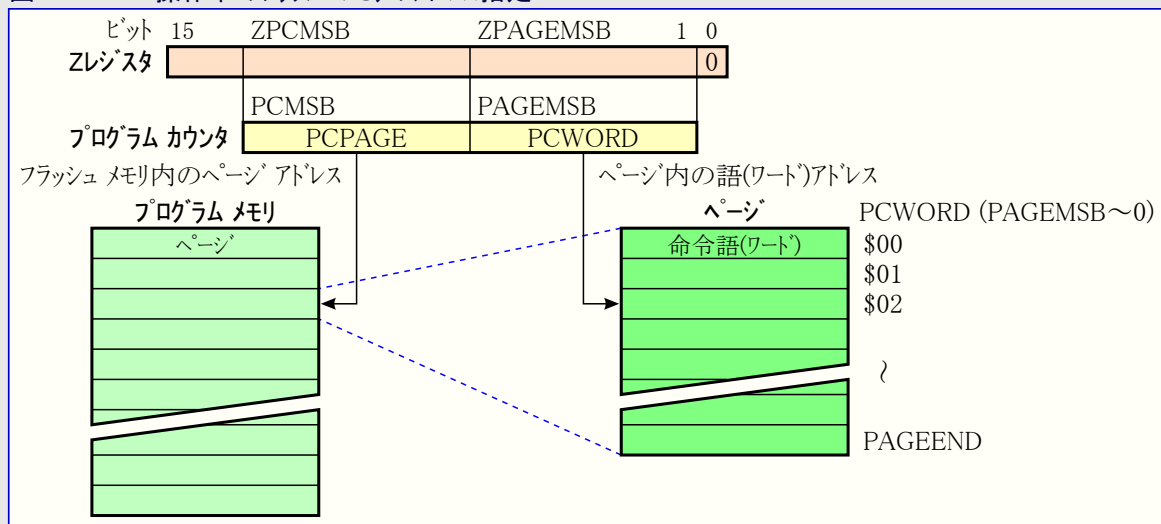 ビット 15 ZPCMSB ZPAGEMSB 1 0
Zレジスタ 0
PCMSB PAGEMSB
プログラム カウンタ PCPAGE PCWORD
フラッシュ メモリ内のページ アドレス ページ内の語(ワード)アドレス
プログラム メモリ ページ PCWORD (PAGEMSB～0)
ページ 命令語(ワード) $00
$01
$02
～
PAGEEND